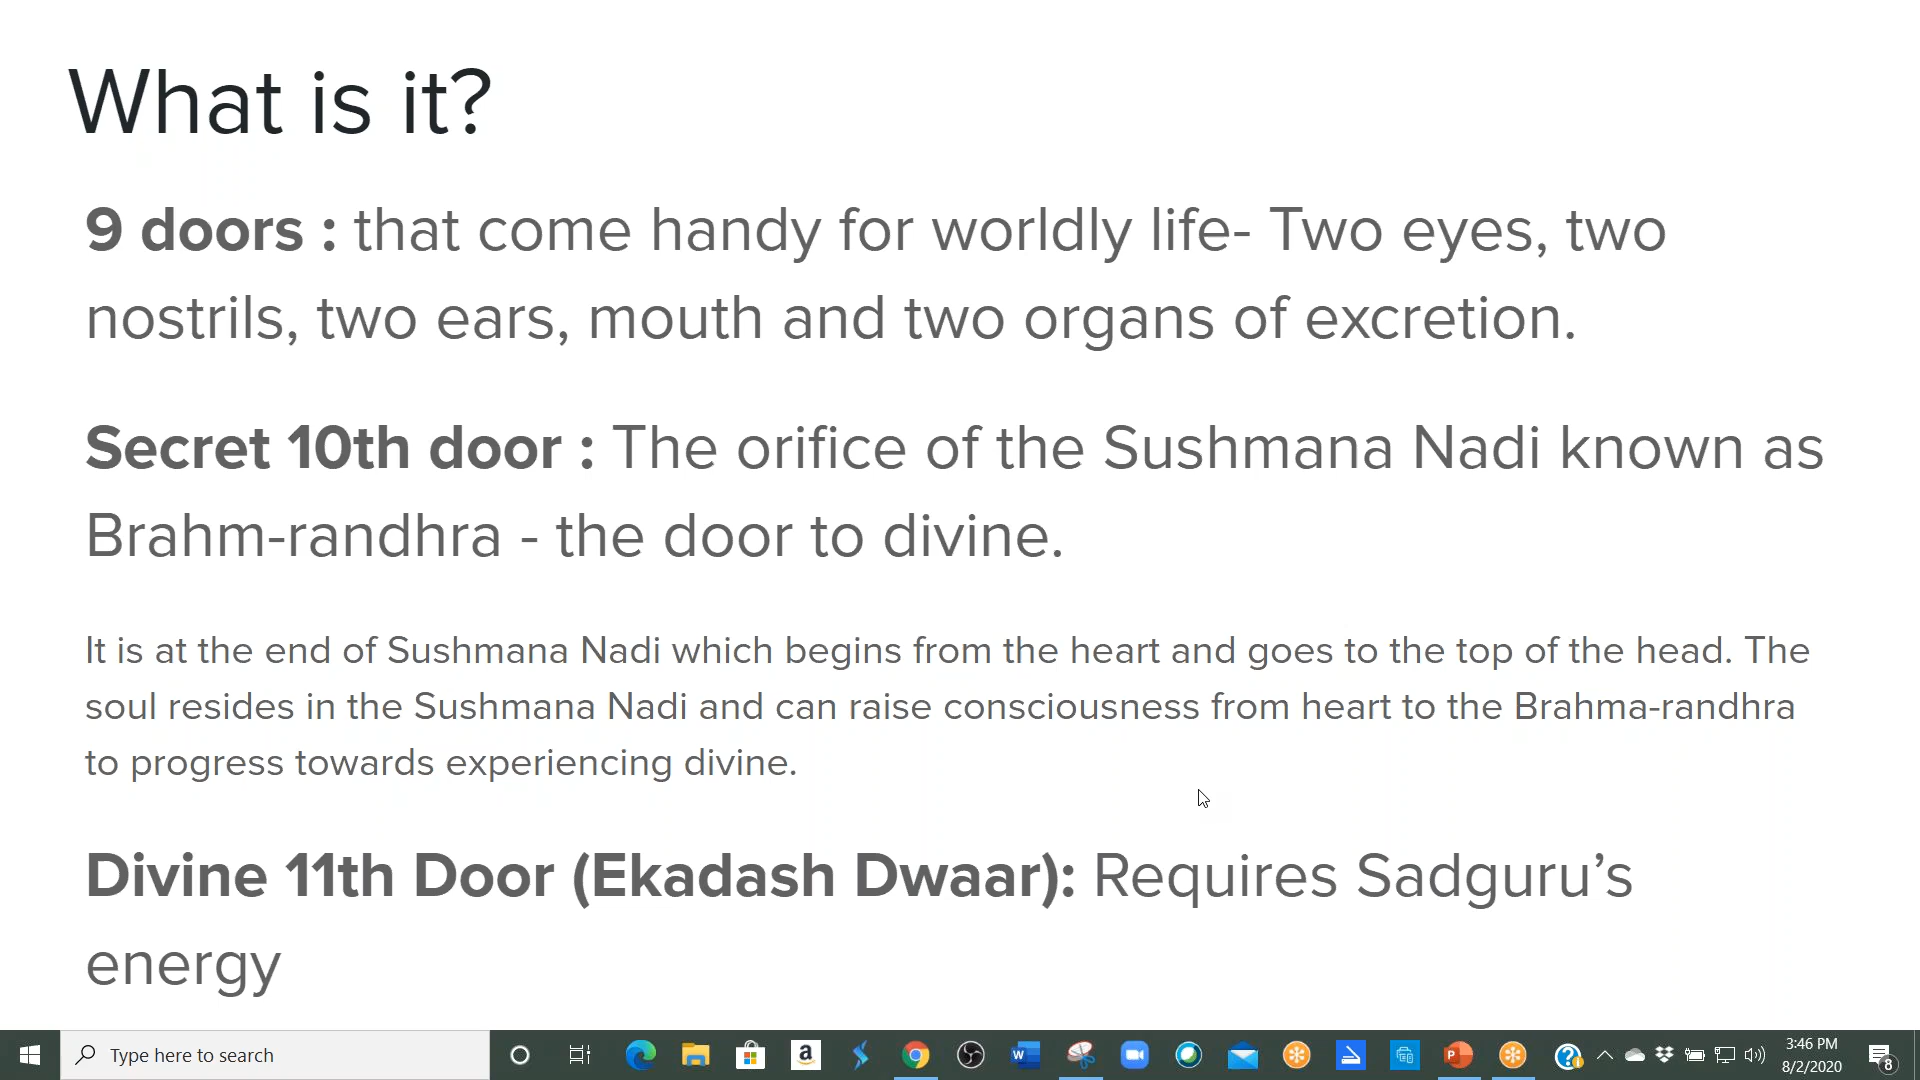 What is it?
9 doors : that come handy for worldly life- Two eyes, two
nostrils, two ears, mouth and two organs of excretion.
Secret 10th door : The orifice of the Sushmana Nadi known as
Brahm-randhra - the door to divine.
It is at the end of Sushmana Nadi which begins from the heart and goes to the top of the head. The
soul resides in the Sushmana Nadi and can raise consciousness from heart to the Brahma-randhra
to progress towards experiencing divine.
Divine 11th Door (Ekadash Dwaar): Requires Sadguru’s
energy
Type here to search
3:46 PM
8/2/2020
8